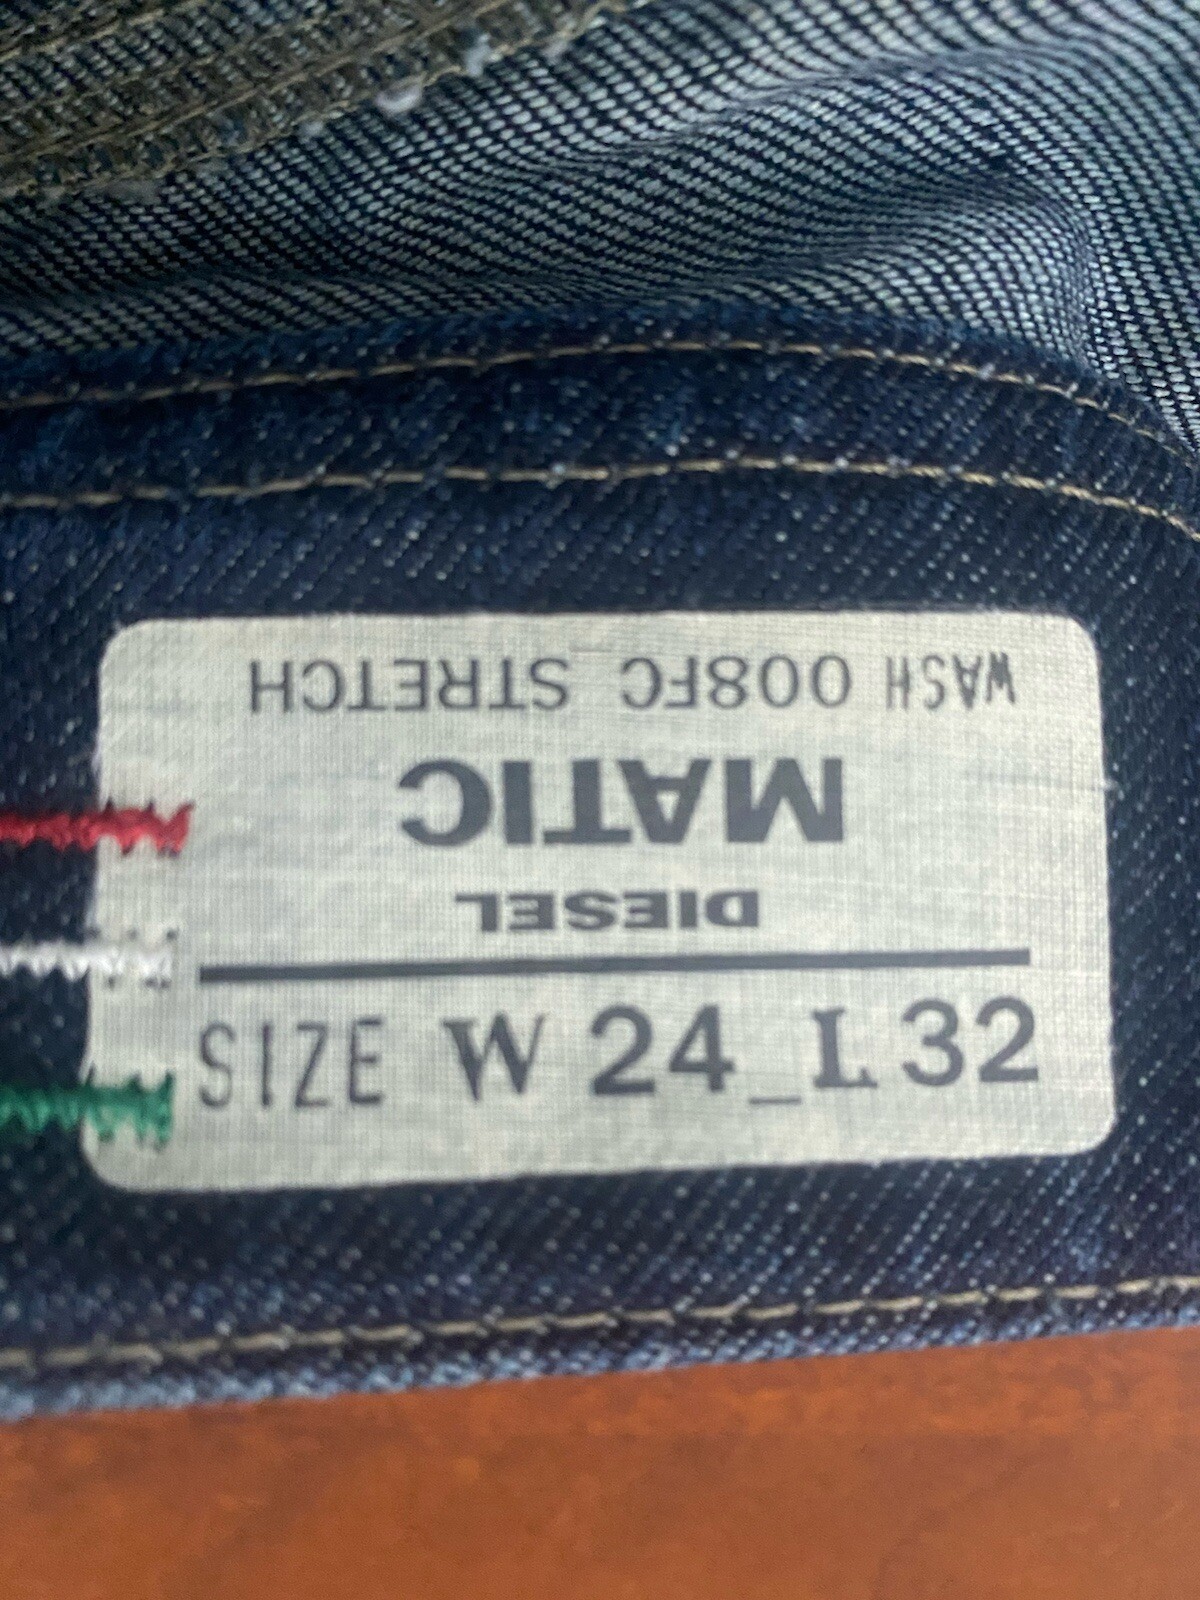 WASH 008FC STRETCH
MATIC
DIESEL
SIZE W 24_L 32